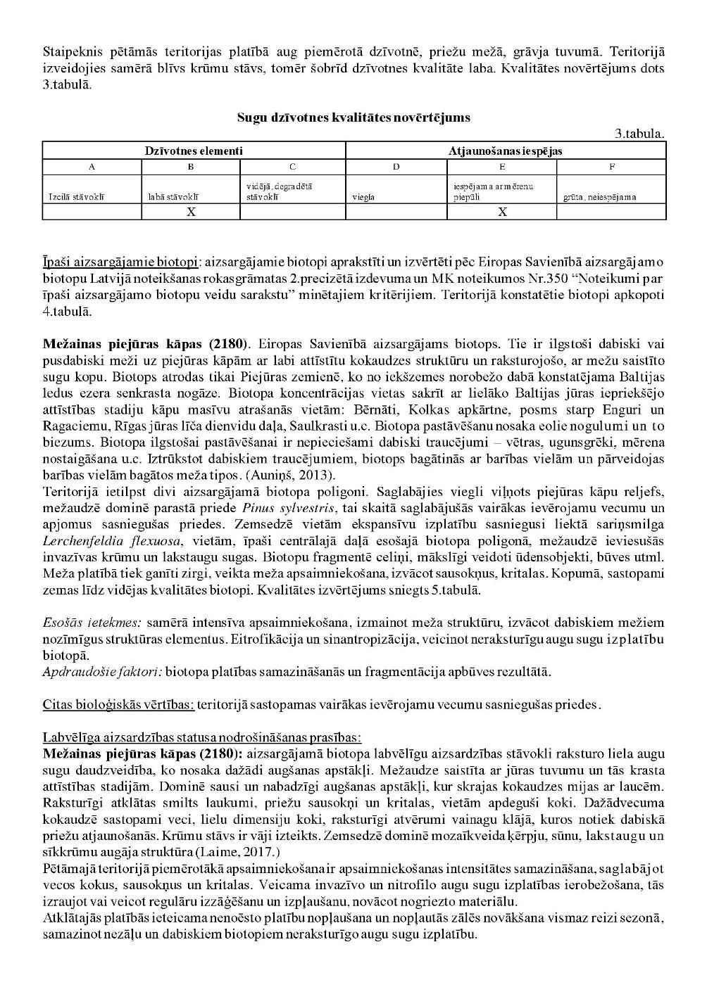 Staipeknis pētāmās teritorijas platībā aug piemērotā dzīvotnē, priežu mežā, grāvja tuvumā. Teritorijā
izveidojies samērā blīvs krūmu stāvs, tomēr šobrīd dzīvotnes kvalitāte laba. Kvalitātes novērtējums dots
3.tabulā.
Sugu dzīvotnes kvalitātes novērtējums
3.tabula.
Dzīvotnes elementi Atjaunošanas iespējas
A B C D E F
Izcilā stāvoklī labā stāvoklī vidējā, degradētā stāvoklī viegla iespējama ar mērenu piepūli grūta, neiespējama
X X
Īpaši aizsargājamie biotopi: aizsargājamie biotopi aprakstīti un izvērtēti pēc Eiropas Savienībā aizsargājamo
biotopu Latvijā noteikšanas rokasgrāmatas 2.precizētā izdevuma un MK noteikumos Nr.350 “Noteikumi par
īpaši aizsargājamo biotopu veidu sarakstu” minētajiem kritērijiem. Teritorijā konstatētie biotopi apkopoti
4.tabulā.
Mežainas piejūras kāpas (2180). Eiropas Savienībā aizsargājams biotops. Tie ir ilgstoši dabiski vai
pusdabiski meži uz piejūras kāpām ar labi attīstītu kokaudzes struktūru un raksturojošo, ar mežu saistīto
sugu kopu. Biotops atrodas tikai Piejūras zemienē, ko no iekšzemes norobežo dabā konstatējama Baltijas
ledus ezera senkrasta nogāze. Biotopa koncentrācijas vietas sakrīt ar lielāko Baltijas jūras iepriekšējo
attīstības stadiju kāpu masīvu atrašanās vietām: Bērnāti, Kolkas apkārtne, posms starp Enguri un
Ragaciemu, Rīgas jūras līča dienvidu daļa, Saulkrasti u.c. Biotopa pastāvēšanu nosaka eolie nogulumi un to
biezums. Biotopa ilgstošai pastāvēšanai ir nepieciešami dabiski traucējumi – vētras, ugunsgrēki, mērena
nostaigāšana u.c. Iztrūkstot dabiskiem traucējumiem, biotops bagātinās ar barības vielām un pārveidojas
barības vielām bagātos meža tipos. (Auniņš, 2013).
Teritorijā ietilpst divi aizsargājamā biotopa poligoni. Saglabājies viegli viļņots piejūras kāpu reljefs,
mežaudzē dominē parastā priede Pinus sylvestris, tai skaitā saglabājušās vairākas ievērojamu vecumu un
apjomus sasniegušas priedes. Zemsedzē vietām ekspansīvu izplatību sasniegusi liektā sariņsmilga
Lerchenfeldia flexuosa, vietām, īpaši centrālajā daļā esošajā biotopa poligonā, mežaudzē ieviesušās
invazīvas krūmu un lakstaugu sugas. Biotopu fragmentē celiņi, mākslīgi veidoti ūdensobjekti, būves utml.
Meža platībā tiek ganīti zirgi, veikta meža apsaimniekošana, izvācot sausokņus, kritalas. Kopumā, sastopami
zemas līdz vidējas kvalitātes biotopi. Kvalitātes izvērtējums sniegts 5.tabulā.
Esošās ietekmes: samērā intensīva apsaimniekošana, izmainot meža struktūru, izvācot dabiskiem mežiem
nozīmīgus struktūras elementus. Eitrofikācija un sinantropizācija, veicinot neraksturīgu augu sugu izplatību
biotopā.
Apdraudošie faktori: biotopa platības samazināšanās un fragmentācija apbūves rezultātā.
Citas bioloģiskās vērtības: teritorijā sastopamas vairākas ievērojamu vecumu sasniegušas priedes.
Labvēlīga aizsardzības statusa nodrošināšanas prasības:
Mežainas piejūras kāpas (2180): aizsargājamā biotopa labvēlīgu aizsardzības stāvokli raksturo liela augu
sugu daudzveidība, ko nosaka dažādi augšanas apstākļi. Mežaudze saistīta ar jūras tuvumu un tās krasta
attīstības stadijām. Dominē sausi un nabadzīgi augšanas apstākļi, kur skrajas kokaudzes mijas ar laucēm.
Raksturīgi atklātas smilts laukumi, priežu sausokņi un kritalas, vietām apdeguši koki. Dažādvecuma
kokaudzē sastopami veci, lielu dimensiju koki, raksturīgi atvērumi vainagu klājā, kuros notiek dabiskā
priežu atjaunošanās. Krūmu stāvs ir vāji izteikts. Zemsedzē dominē mozaīkveida ķērpju, sūnu, lakstaugu un
sīkkrūmu augāja struktūra (Laime, 2017.)
Pētāmajā teritorijā piemērotākā apsaimniekošana ir apsaimniekošanas intensitātes samazināšana, saglabājot
vecos kokus, sausokņus un kritalas. Veicama invazīvo un nitrofilo augu sugu izplatības ierobežošana, tās
izraujot vai veicot regulāru izzāģēšanu un izpļaušanu, novācot nogriezto materiālu.
Atklātajās platībās ieteicama nenoēsto platību nopļaušana un nopļautās zālēs novākšana vismaz reizi sezonā,
samazinot nezāļu un dabiskiem biotopiem neraksturīgo augu sugu izplatību.